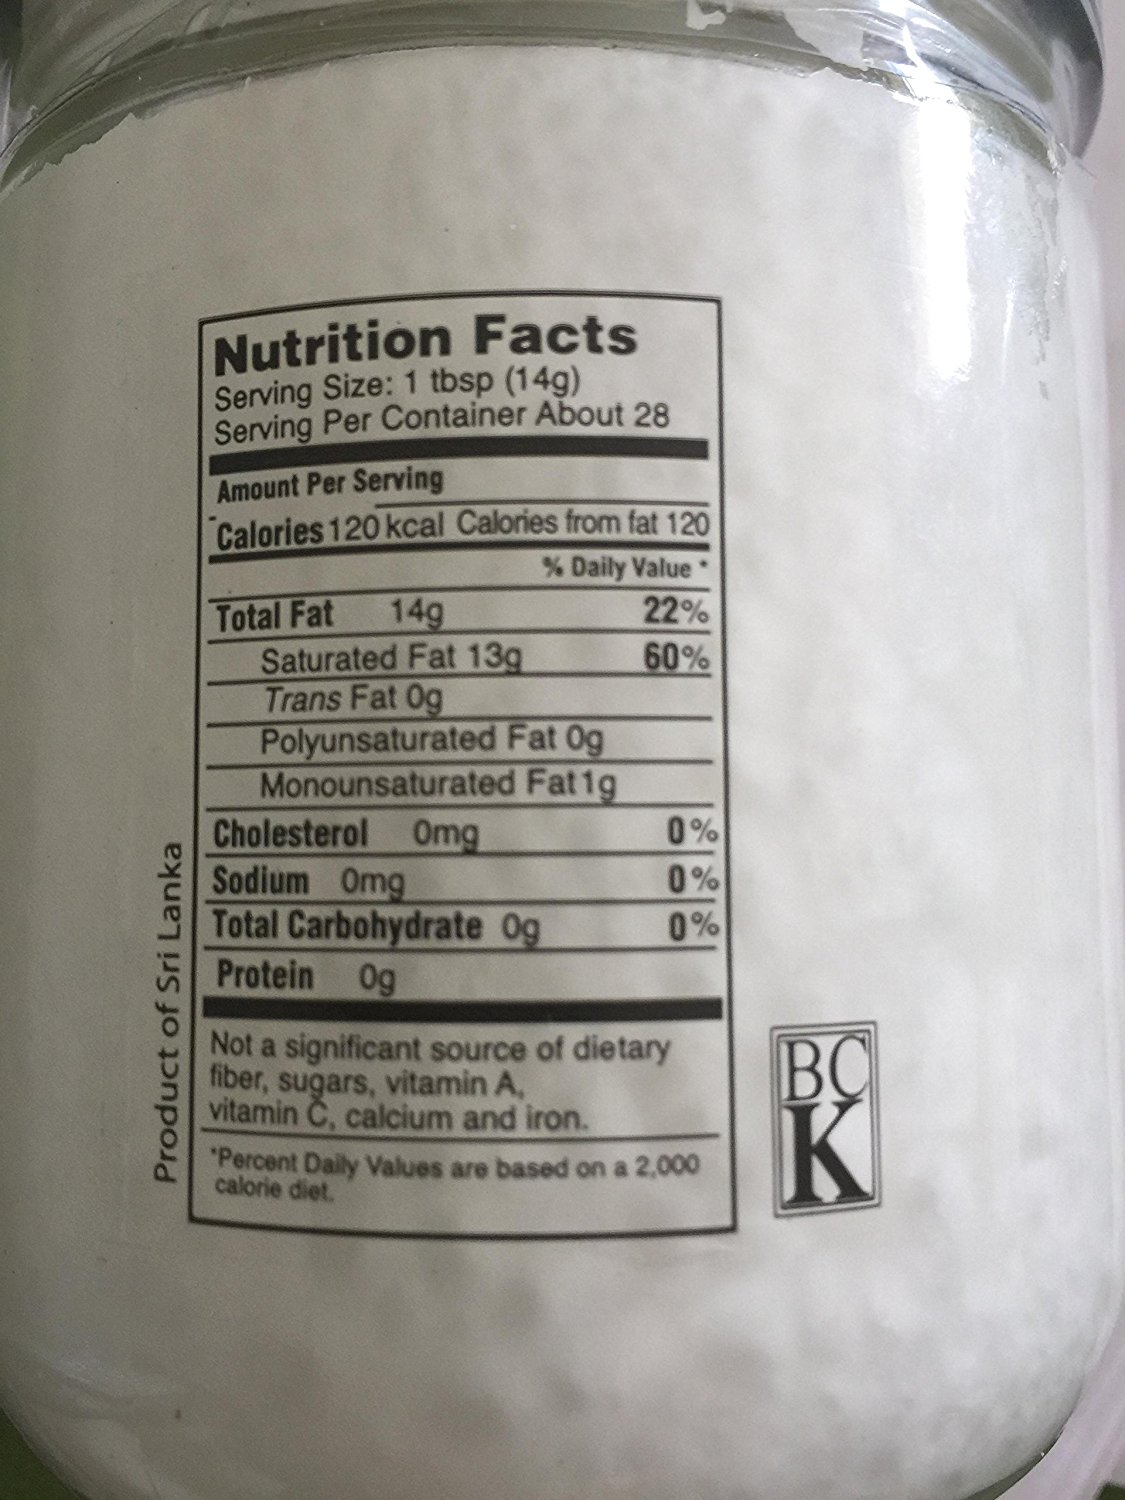 Nutrition Facts
Serving Size: 1 tbsp (14g)
Serving Per Container About 28
Amount Per Serving
Calories 120 kcal Calories from fat 120
% Daily Value *
Total Fat 14g 22%
Saturated Fat 13g 60%
Trans Fat 0g
Polyunsaturated Fat 0g
Monounsaturated Fat 1g
Cholesterol 0mg 0%
Sodium 0mg 0%
Total Carbohydrate 0g 0%
Protein 0g
Not a significant source of dietary
fiber, sugars, vitamin A,
vitamin C, calcium and iron.
*Percent Daily Values are based on a 2,000
calorie diet.
Product of Sri Lanka
BC
K